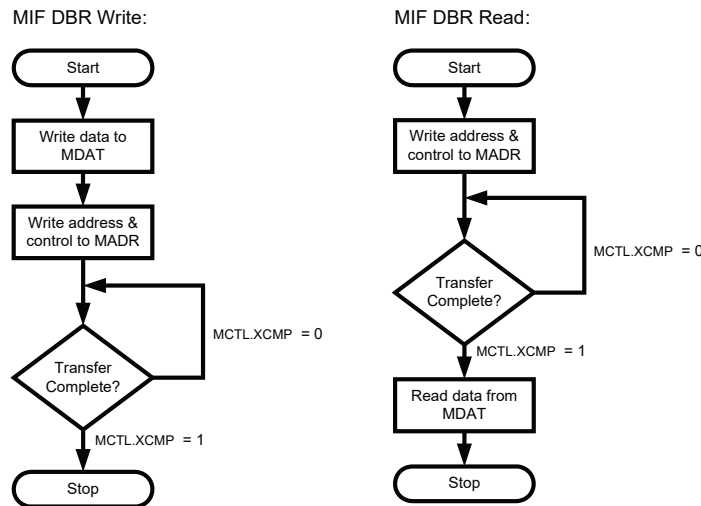 MIF DBR Write:
Start
Write data to
MDAT
Write address &
control to MADR
MCTL.XCMP = 0
Transfer
Complete?
MCTL.XCMP = 1
Stop
MIF DBR Read:
Start
Write address &
control to MADR
MCTL.XCMP = 0
Transfer
Complete?
MCTL.XCMP = 1
Read data from
MDAT
Stop